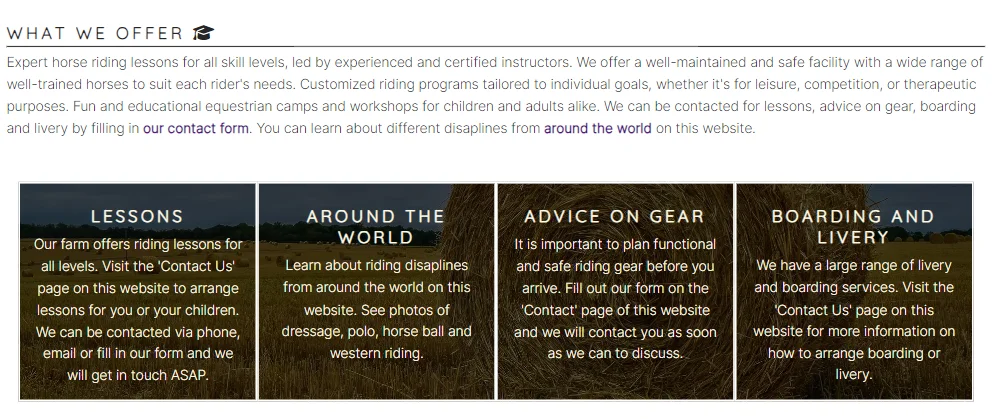 WHAT WE OFFER
Expert horse riding lessons for all skill levels, led by experienced and certified instructors. We offer a well-maintained and safe facility with a wide range of
well-trained horses to suit each rider's needs. Customized riding programs tailored to individual goals, whether it's for leisure, competition, or therapeutic
purposes. Fun and educational equestrian camps and workshops for children and adults alike. We can be contacted for lessons, advice on gear, boarding
and livery by filling in our contact form. You can learn about different disaplines from around the world on this website.
LESSONS
Our farm offers riding lessons for
all levels. Visit the 'Contact Us'
page on this website to arrange
lessons for you or your children.
We can be contacted via phone,
email or fill in our form and we
will get in touch ASAP.
AROUND THE
WORLD
Learn about riding disaplines
from around the world on this
website. See photos of
dressage, polo, horse ball and
western riding.
ADVICE ON GEAR
It is important to plan functional
and safe riding gear before you
arrive. Fill out our form on the
'Contact' page of this website
and we will contact you as soon
as we can to discuss.
BOARDING AND
LIVERY
We have a large range of livery
and boarding services. Visit the
'Contact Us' page on this
website for more information on
how to arrange boarding or
livery.